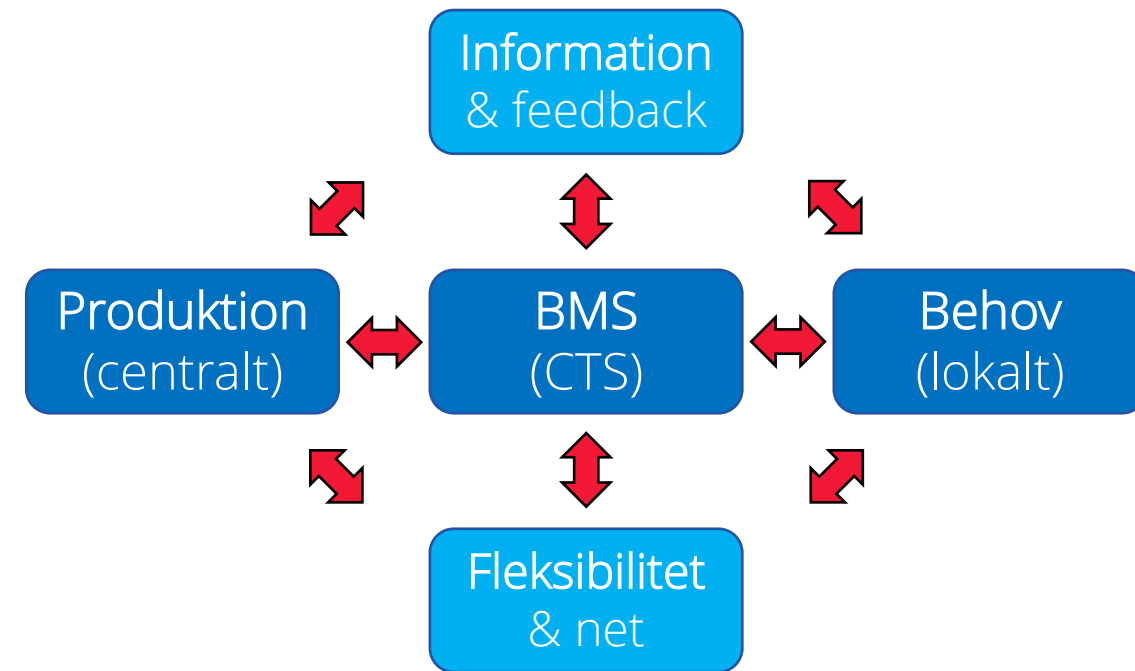 Information
& feedback
Produktion
(centralt)
BMS
(CTS)
Behov
(lokalt)
Fleksibilitet
& net